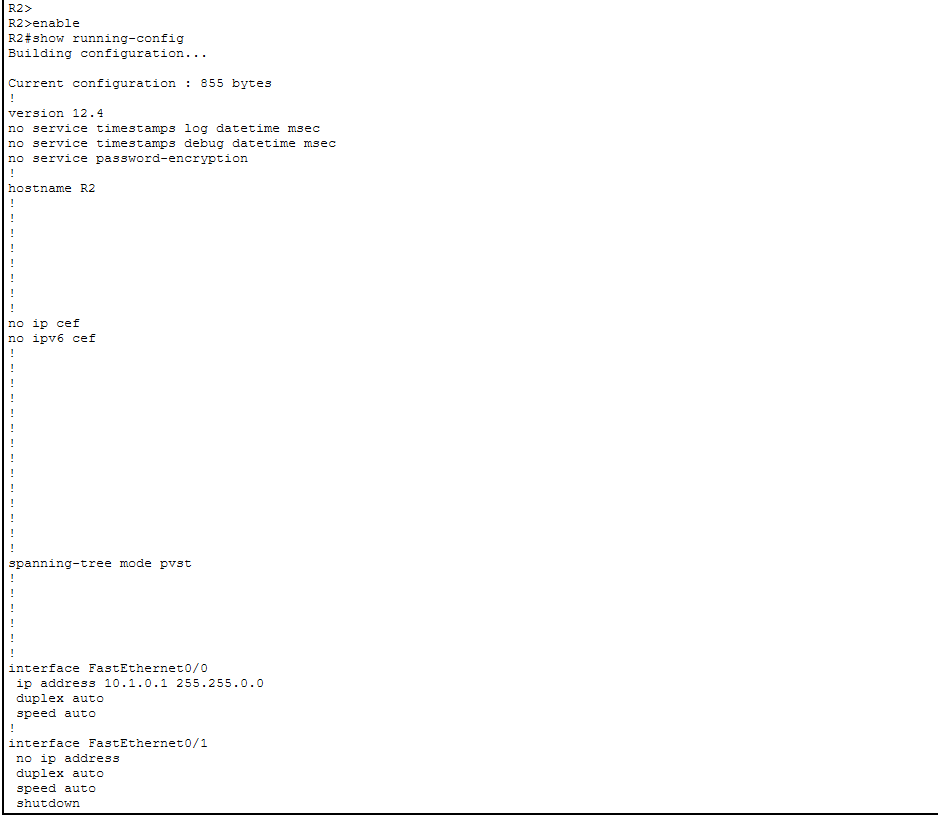 R2>
R2>enable
R2#show running-config
Building configuration...
Current configuration : 855 bytes
!
version 12.4
no service timestamps log datetime msec
no service timestamps debug datetime msec
no service password-encryption
!
hostname R2
!
!
!
!
!
!
!
!
no ip cef
no ipv6 cef
!
!
!
!
!
!
!
!
!
!
!
!
!
!
spanning-tree mode pvst
!
!
!
!
!
!
interface FastEthernet0/0
 ip address 10.1.0.1 255.255.0.0
 duplex auto
 speed auto
!
interface FastEthernet0/1
 no ip address
 duplex auto
 speed auto
 shutdown